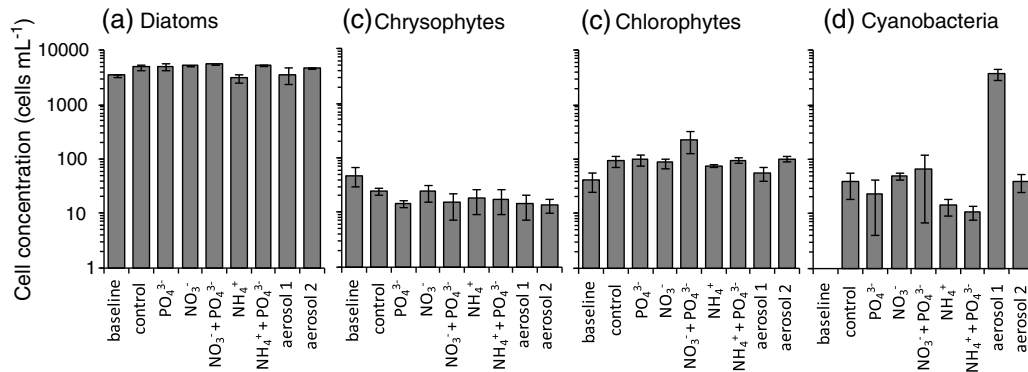 (a) Diatoms
(c) Chrysophytes
(c) Chlorophytes
(d) Cyanobacteria
Cell concentration (cells mL⁻¹)
10000
1000
100
10
1
baseline
control
PO₄³⁻
NO₃⁻
NO₃⁻ + PO₄³⁻
NH₄⁺
NH₄⁺ + PO₄³⁻
aerosol 1
aerosol 2
baseline
control
PO₄³⁻
NO₃⁻
NO₃⁻ + PO₄³⁻
NH₄⁺
NH₄⁺ + PO₄³⁻
aerosol 1
aerosol 2
baseline
control
PO₄³⁻
NO₃⁻
NO₃⁻ + PO₄³⁻
NH₄⁺
NH₄⁺ + PO₄³⁻
aerosol 1
aerosol 2
baseline
control
PO₄³⁻
NO₃⁻
NO₃⁻ + PO₄³⁻
NH₄⁺
NH₄⁺ + PO₄³⁻
aerosol 1
aerosol 2